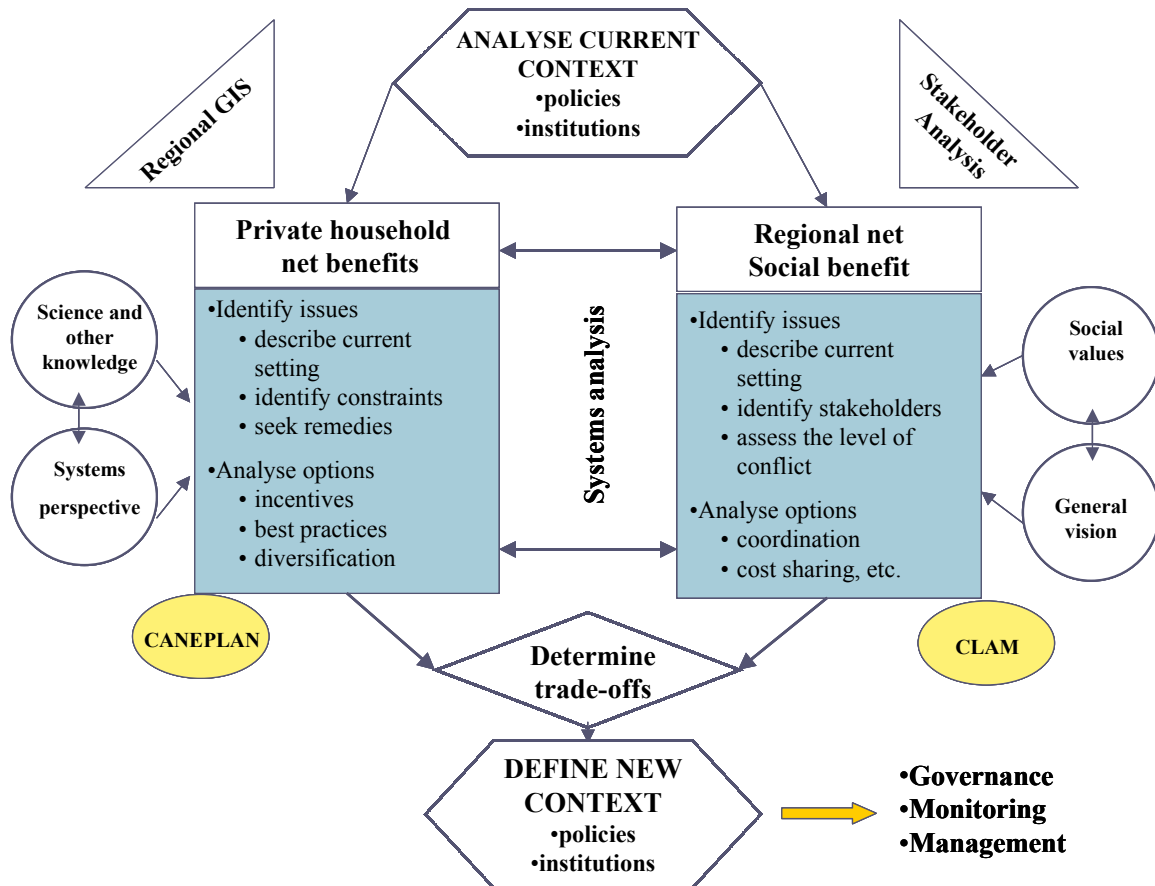 ANALYSE CURRENT
CONTEXT
•policies
•institutions
Regional GIS
Stakeholder
Analysis
Private household
net benefits
Regional net
Social benefit
Science and
other
knowledge
Systems
perspective
•Identify issues
• describe current
setting
• identify constraints
• seek remedies
•Analyse options
• incentives
• best practices
• diversification
Systems analysis
•Identify issues
• describe current
setting
• identify stakeholders
• assess the level of
conflict
•Analyse options
• coordination
• cost sharing, etc.
Social
values
General
vision
CANEPLAN
CLAM
Determine
trade-offs
DEFINE NEW
CONTEXT
•policies
•institutions
•Governance
•Monitoring
•Management